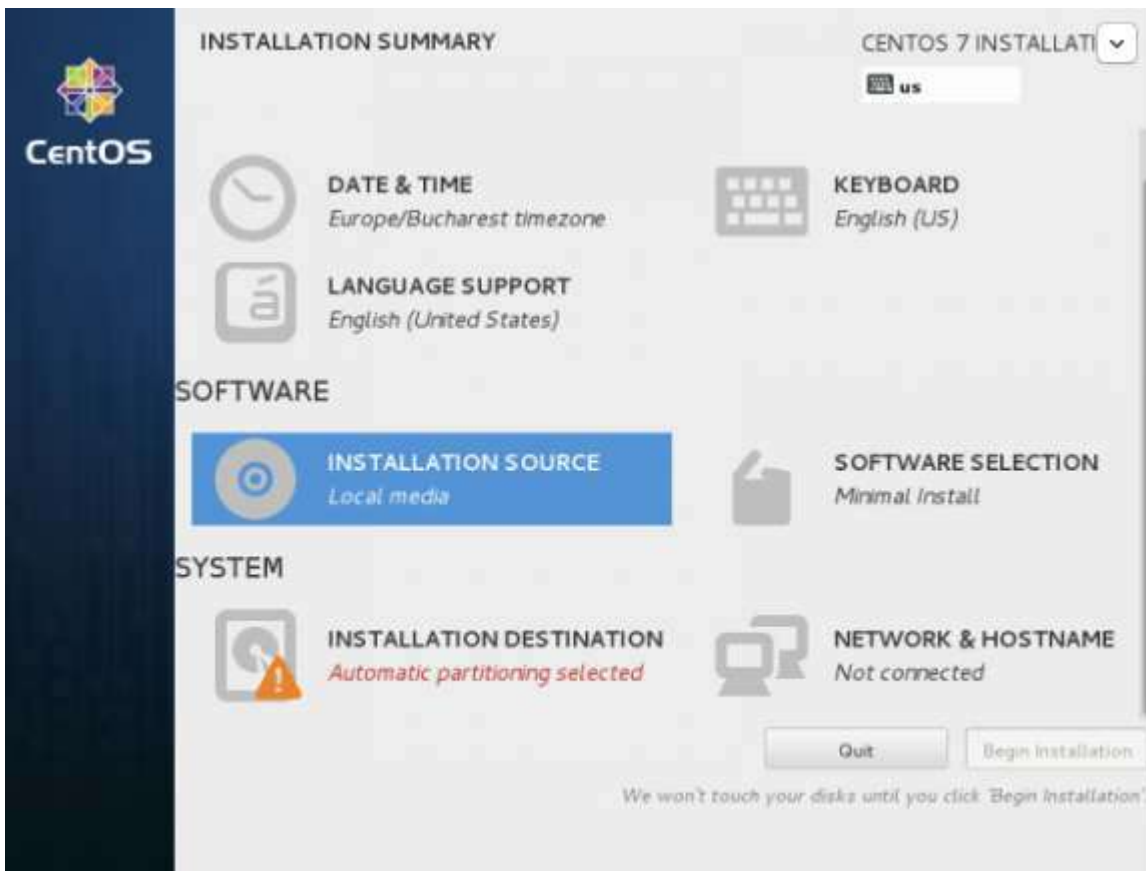 INSTALLATION SUMMARY
CENTOS 7 INSTALLATI
us
CentOS
DATE & TIME
Europe/Bucharest timezone
KEYBOARD
English (US)
á
LANGUAGE SUPPORT
English (United States)
SOFTWARE
INSTALLATION SOURCE
Local media
SOFTWARE SELECTION
Minimal Install
SYSTEM
INSTALLATION DESTINATION
Automatic partitioning selected
NETWORK & HOSTNAME
Not connected
Quit
Begin Installation
We won't touch your disks until you click 'Begin Installation'